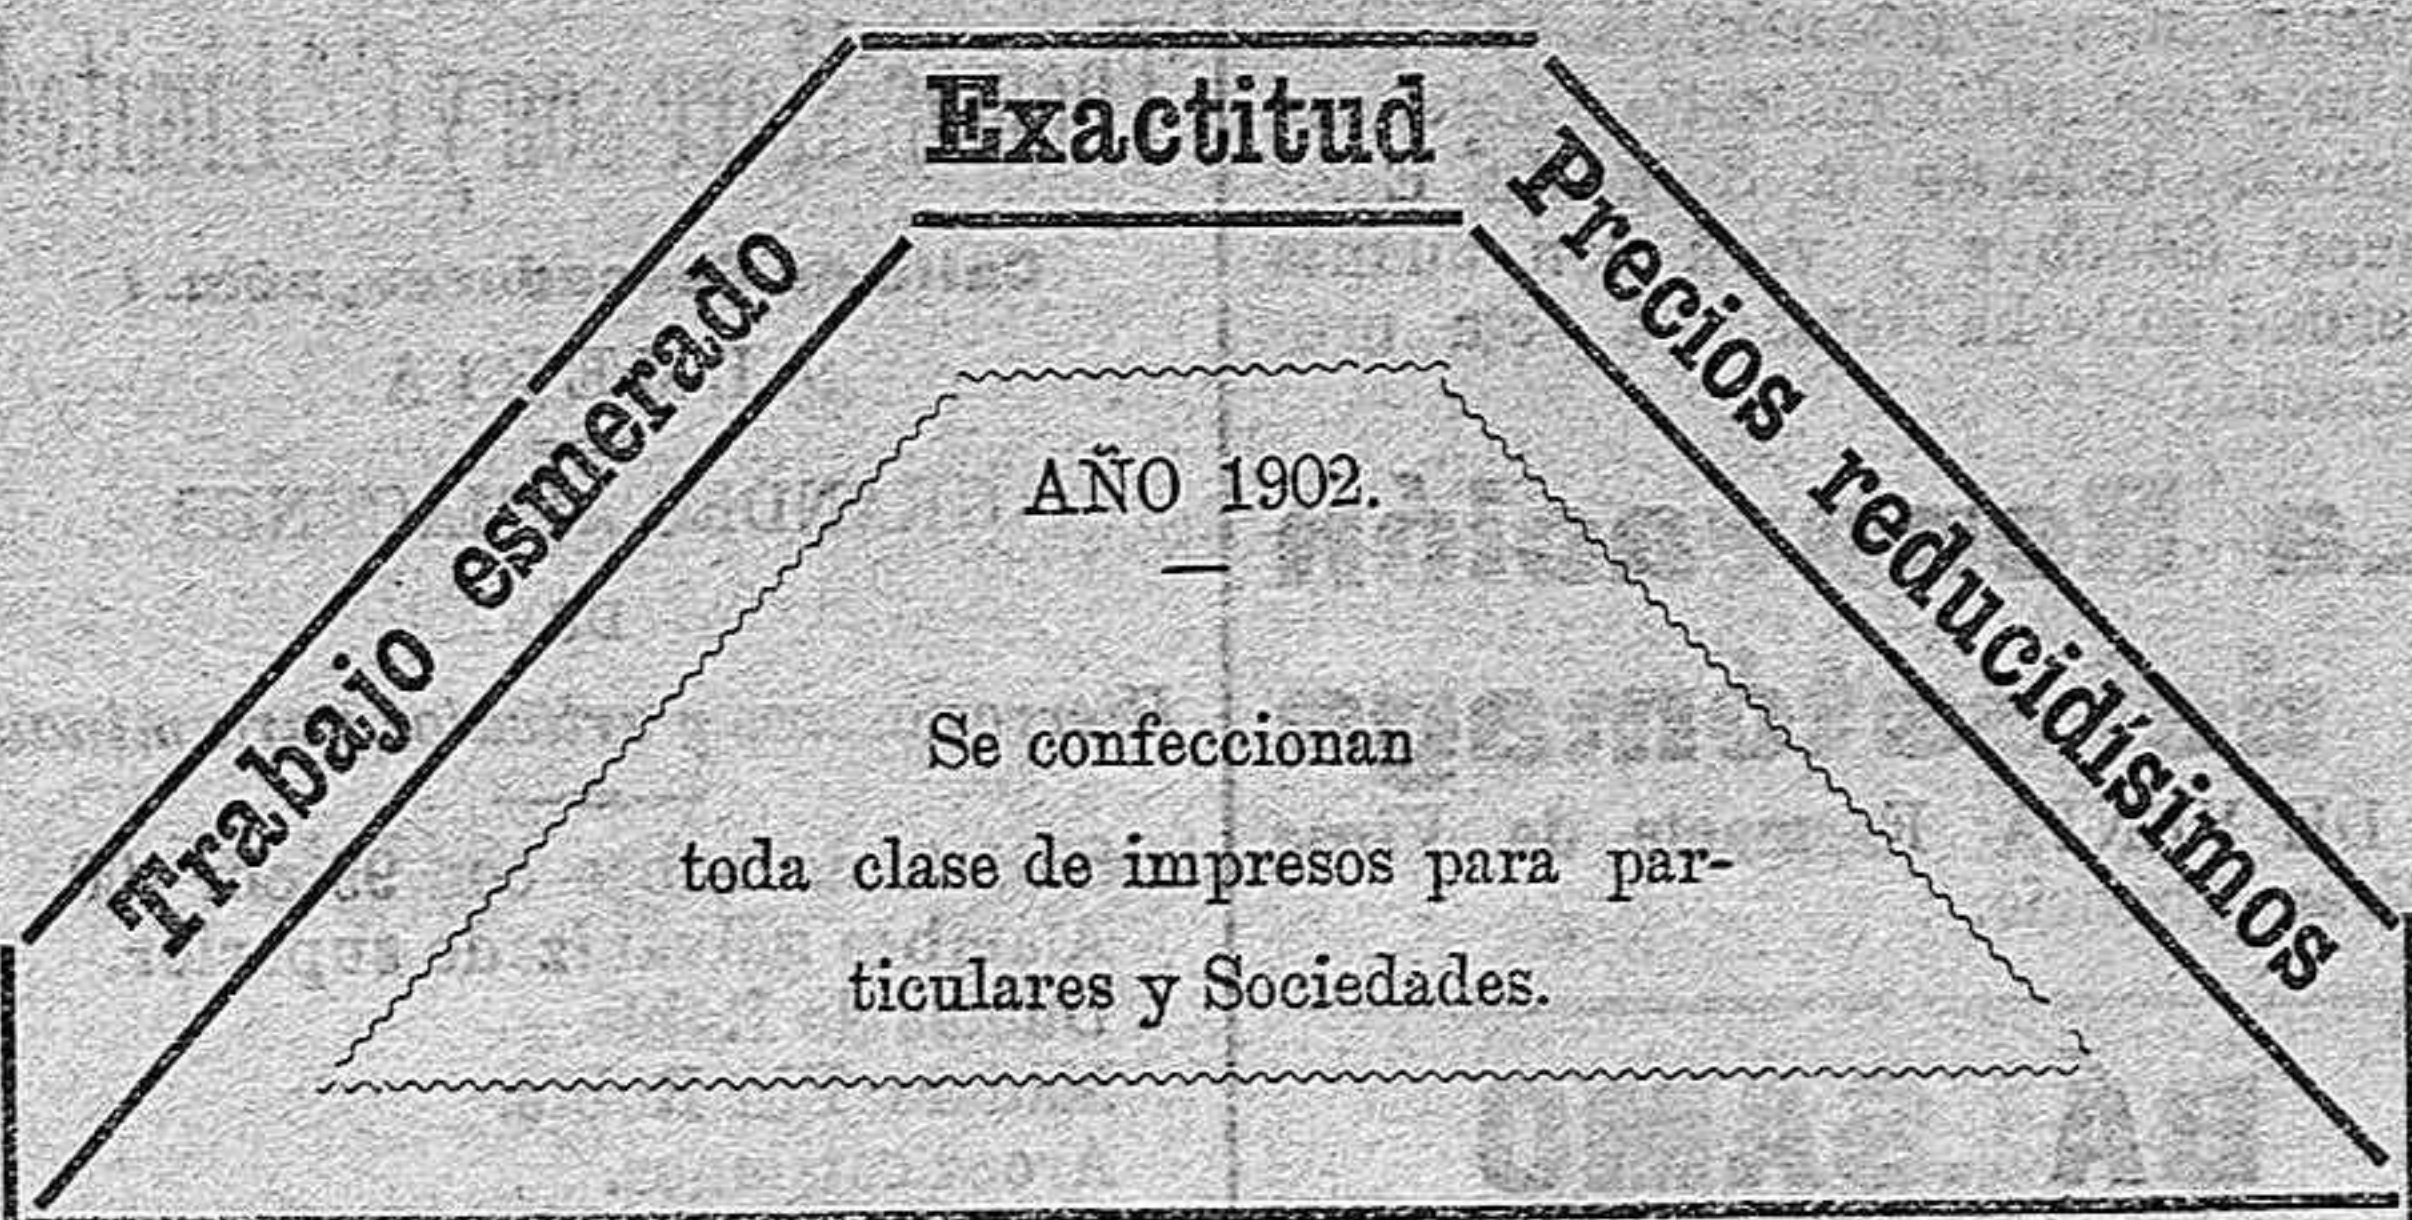 Trabajo esmerado
Exactitud
Precios reducidísimos
AÑO 1902.
—
Se confeccionan
toda clase de impresos para par-
ticulares y Sociedades.